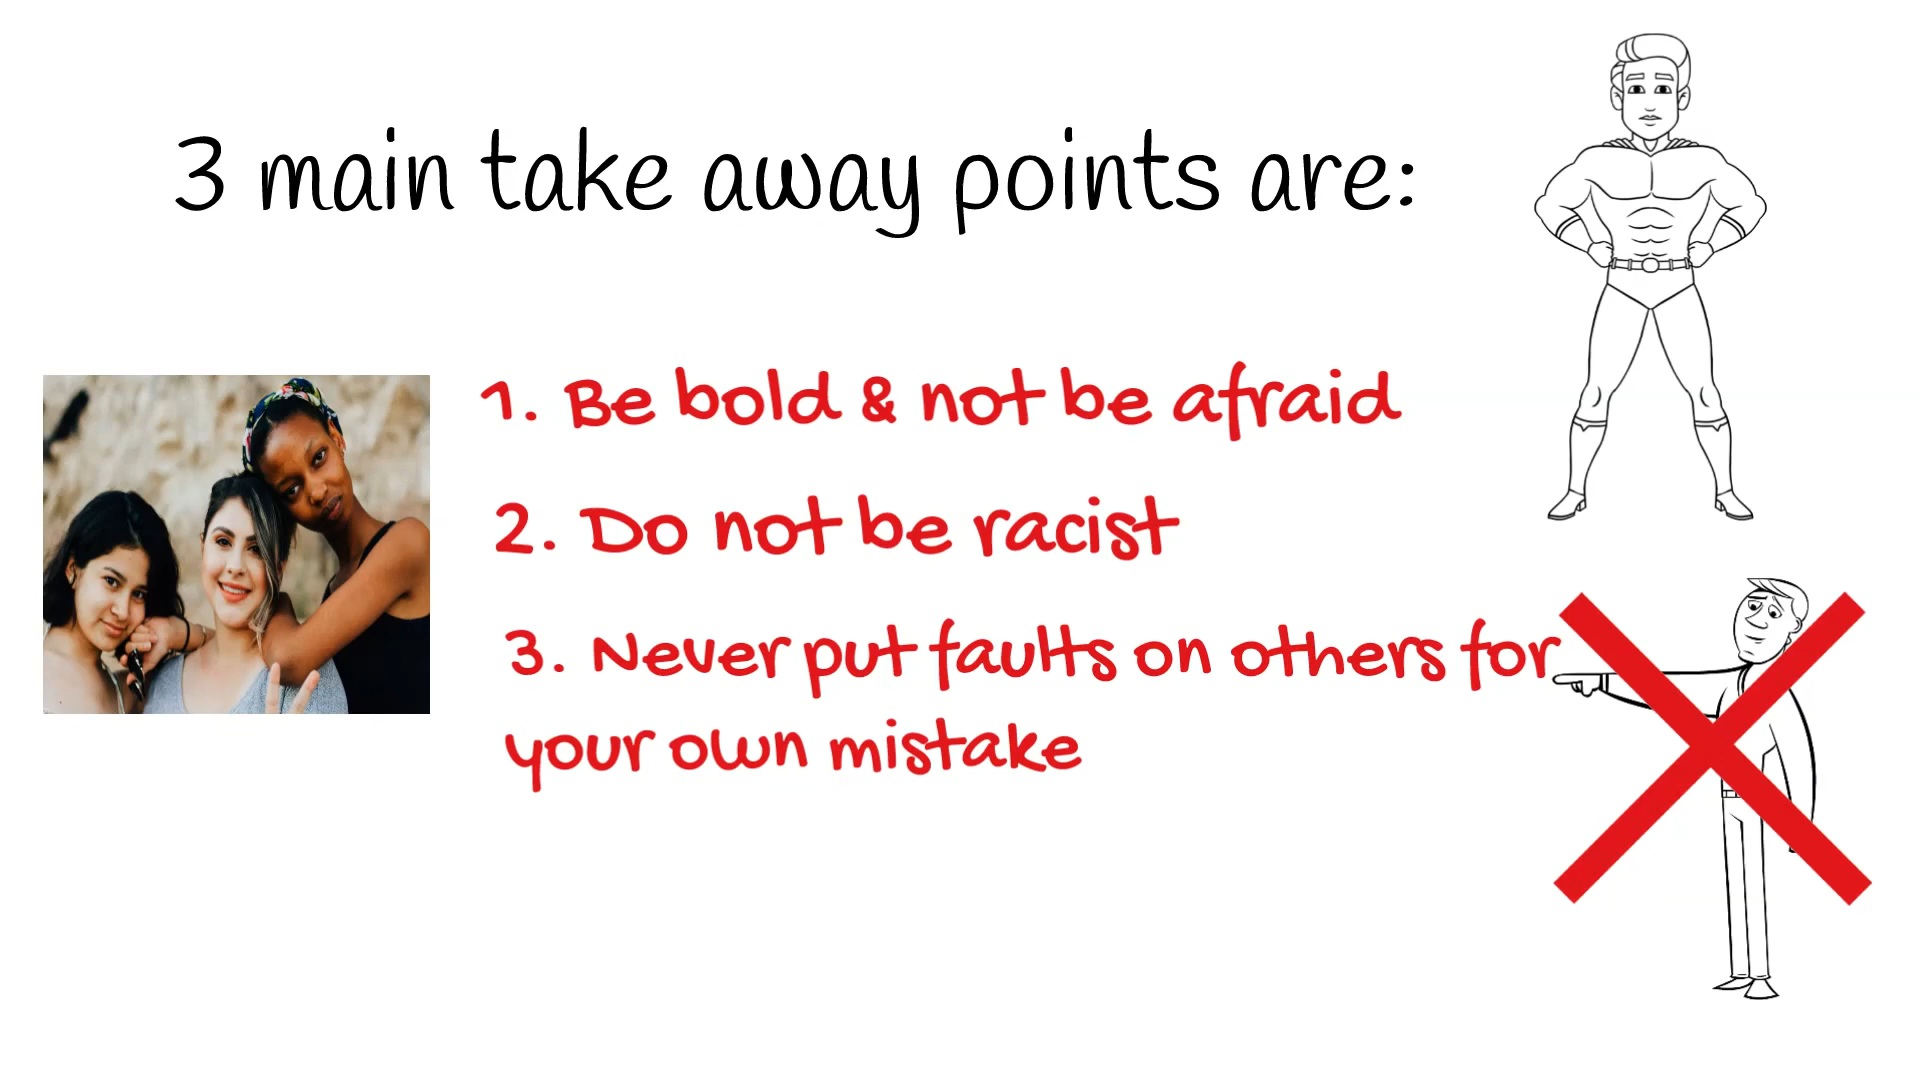 3 main take away points are:
1. Be bold & not be afraid
2. Do not be racist
3. Never put faults on others for
your own mistake